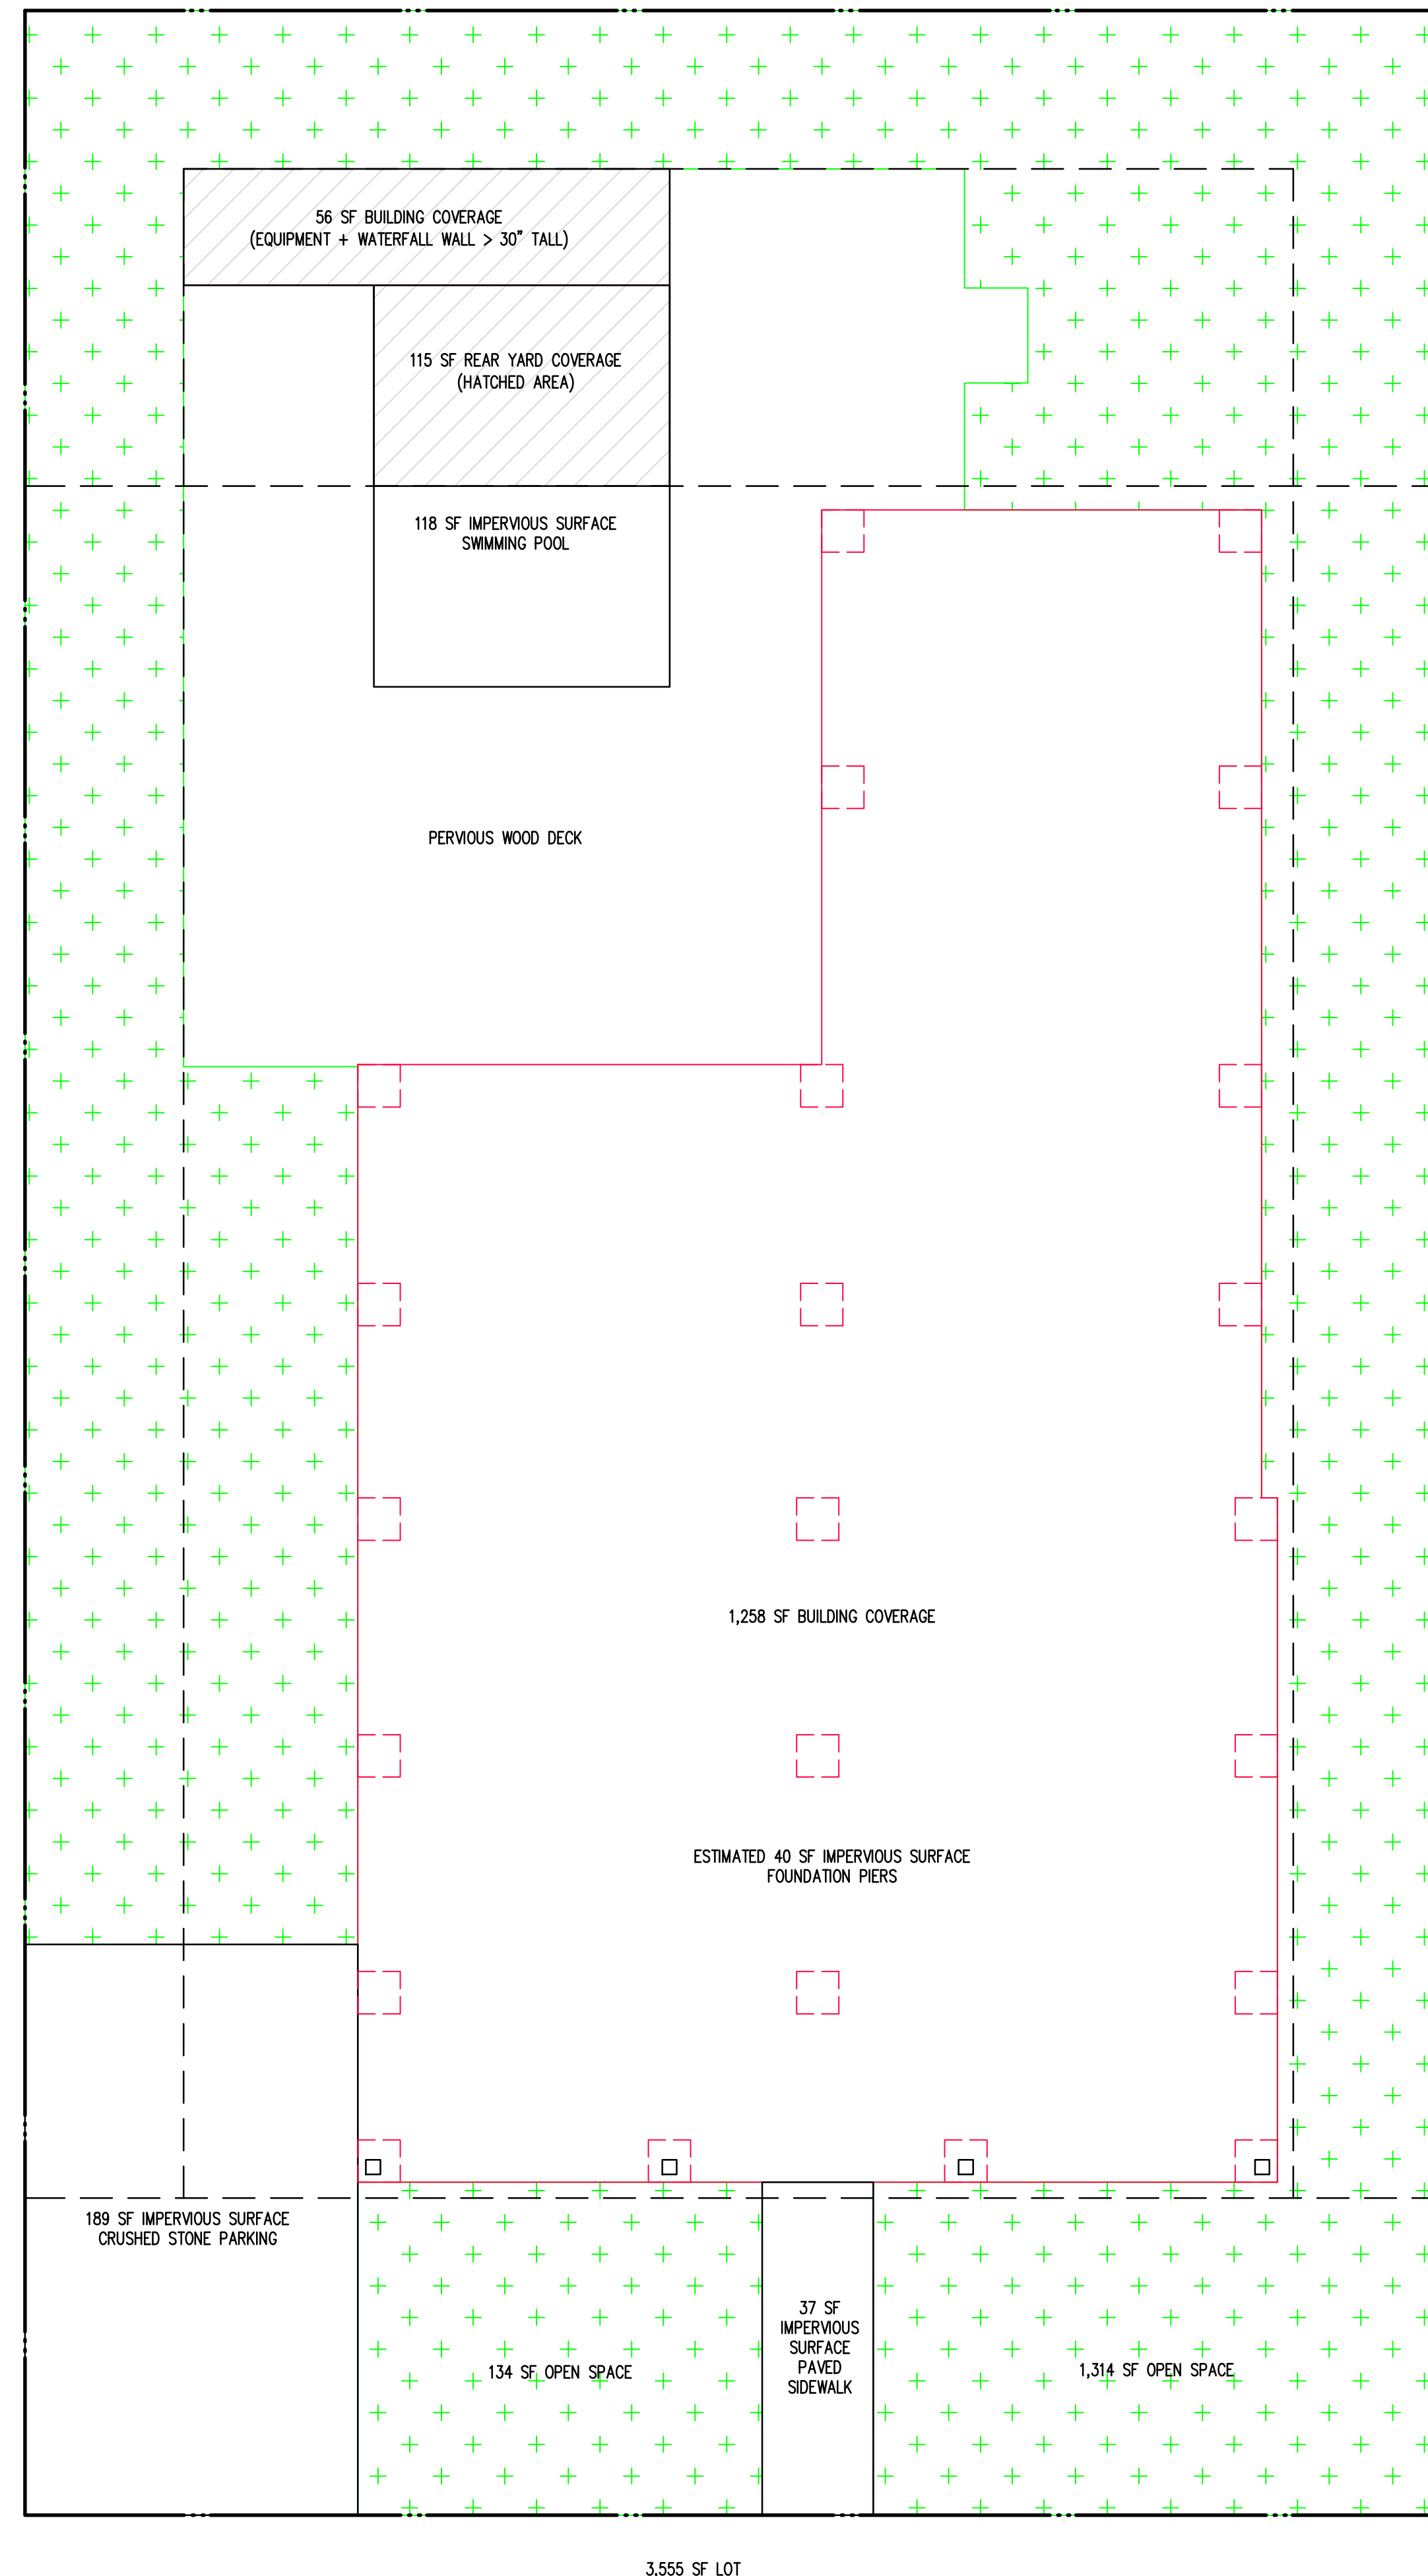 56 SF BUILDING COVERAGE
(EQUIPMENT + WATERFALL WALL > 30" TALL)
115 SF REAR YARD COVERAGE
(HATCHED AREA)
118 SF IMPERVIOUS SURFACE
SWIMMING POOL
PERVIOUS WOOD DECK
1,258 SF BUILDING COVERAGE
ESTIMATED 40 SF IMPERVIOUS SURFACE
FOUNDATION PIERS
189 SF IMPERVIOUS SURFACE
CRUSHED STONE PARKING
37 SF
IMPERVIOUS
SURFACE
PAVED
SIDEWALK
134 SF OPEN SPACE
1,314 SF OPEN SPACE
3,555 SF LOT